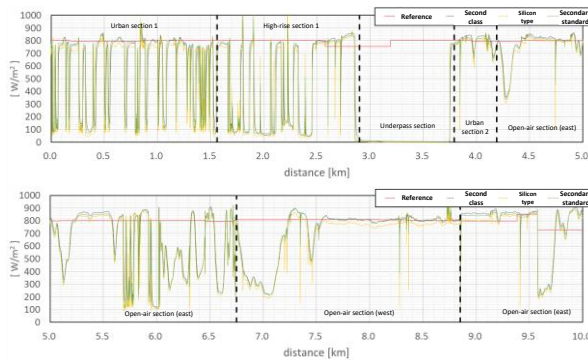 Urban section 1
High-rise section 1
Reference
Second class
Silicon type
Secondary standard
1000
900
800
700
600
500
400
300
200
100
0
[ W/m² ]
Underpass section
Urban section 2
Open-air section (east)
0.0 0.5 1.0 1.5 2.0 2.5 3.0 3.5 4.0 4.5 5.0
distance [km]
Reference
Second class
Silicon type
Secondary standard
1000
900
800
700
600
500
400
300
200
100
0
[ W/m² ]
Open-air section (east)
Open-air section (west)
Open-air section (east)
5.0 5.5 6.0 6.5 7.0 7.5 8.0 8.5 9.0 9.5 10.0
distance [km]